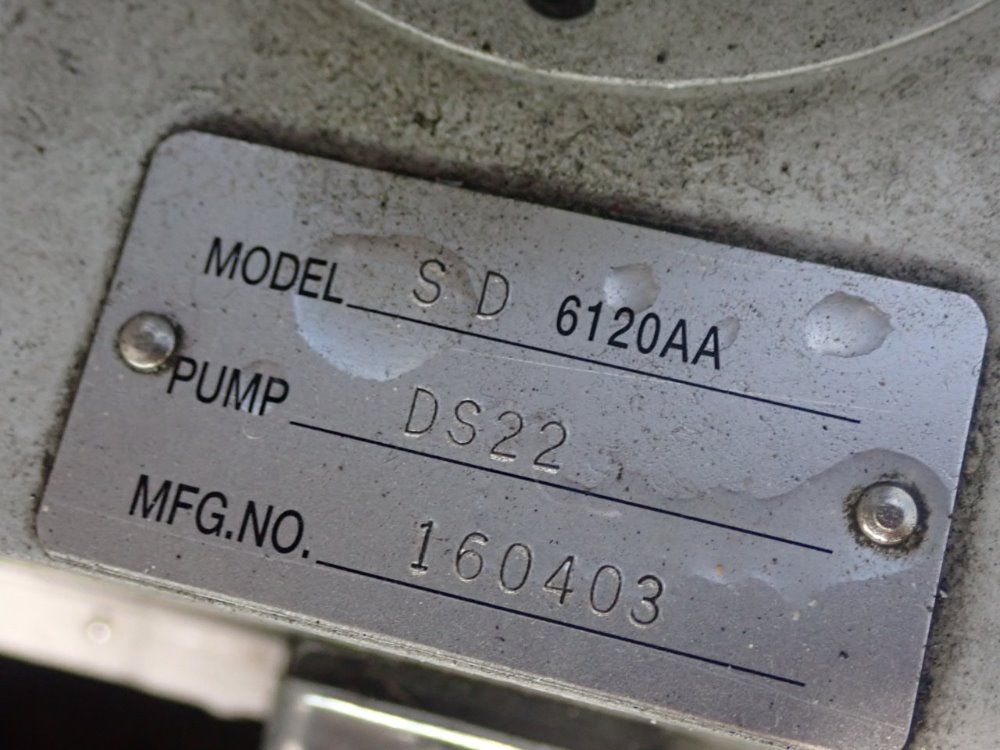 MODEL SD 6120AA
PUMP DS22
MFG.NO. 160403